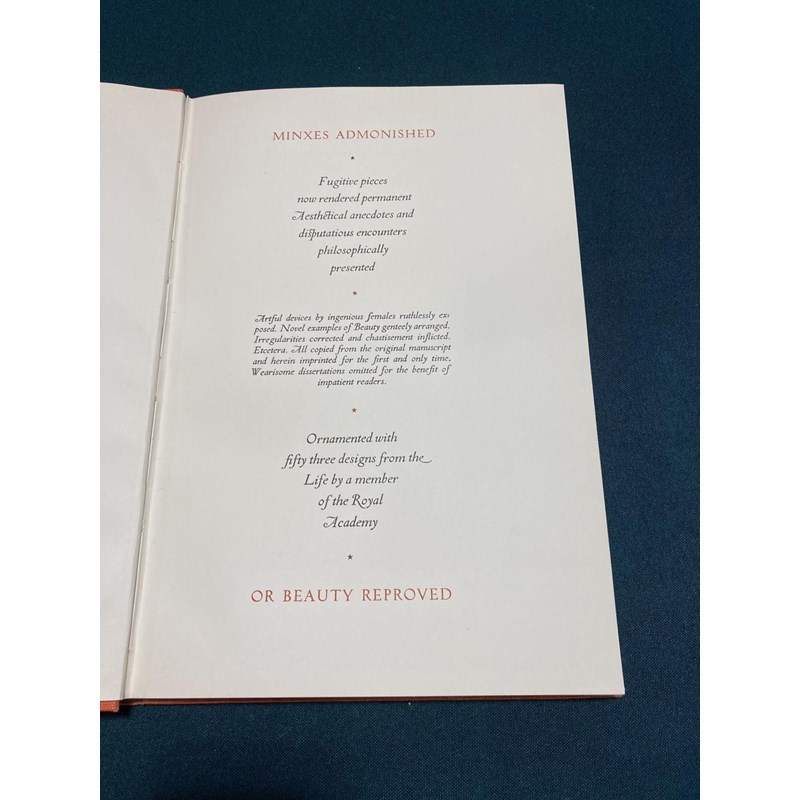 MINXES ADMONISHED
Fugitive pieces
now rendered permanent
Aesthetical anecdotes and
disputatious encounters
philosophically
presented
Artful devices by ingenious females ruthlessly ex-
posed. Novel examples of Beauty genteely arranged.
Irregularities corrected and chastisement inflicted.
Etcetera. All copied from the original manuscript
and herein imprinted for the first and only time.
Wearisome dissertations omitted for the benefit of
impatient readers.
Ornamented with
fifty three designs from the
Life by a member
of the Royal
Academy
OR BEAUTY REPROVED